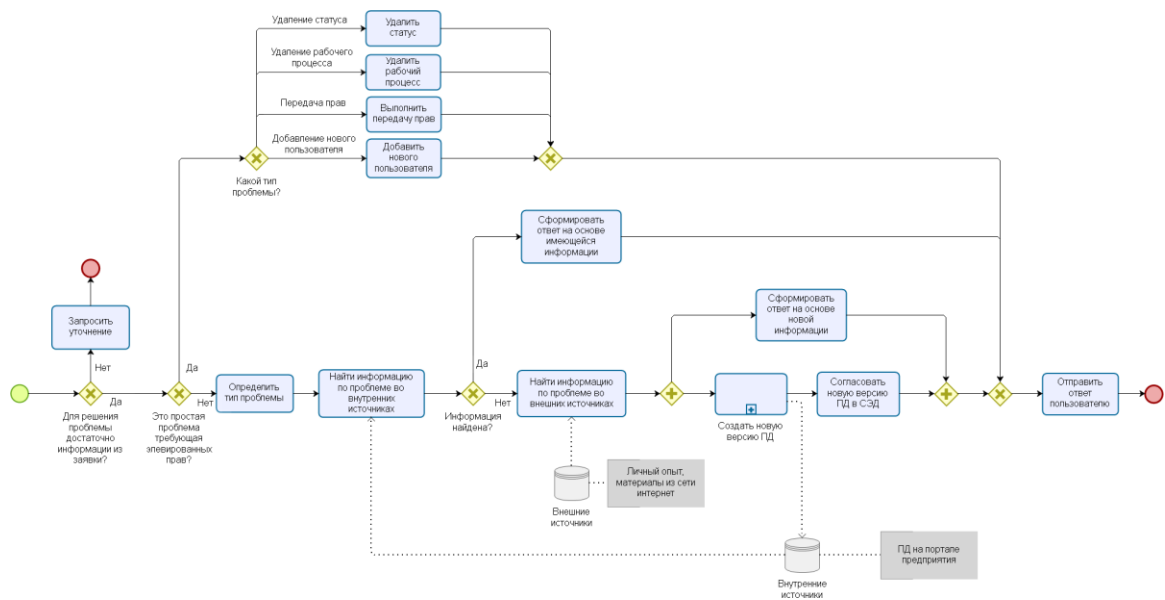 Удаление статуса
Удалить
статус
Удаление рабочего
процесса
Удалить
рабочий
процесс
Передача прав
Выполнить
передачу прав
Добавление нового
пользователя
Добавить
нового
пользователя
Какой тип
проблемы?
Сформировать
ответ на основе
имеющейся
информации
Сформировать
ответ на основе
новой
информации
Запросить
уточнение
Нет
Да
Для решения
проблемы
достаточно
информации из
заявки?
Да
Нет
Это простая
проблема
требующая
элевированных
прав?
Определить
тип проблемы
Найти информацию
по проблеме во
внутренних
источниках
Да
Нет
Информация
найдена?
Найти информацию
по проблеме во
внешних источниках
Создать новую
версию ПД
Согласовать
новую версию
ПД в СЭД
Отправить
ответ
пользователю
Внешние
источники
Личный опыт,
материалы из сети
интернет
Внутренние
источники
ПД на портале
предприятия